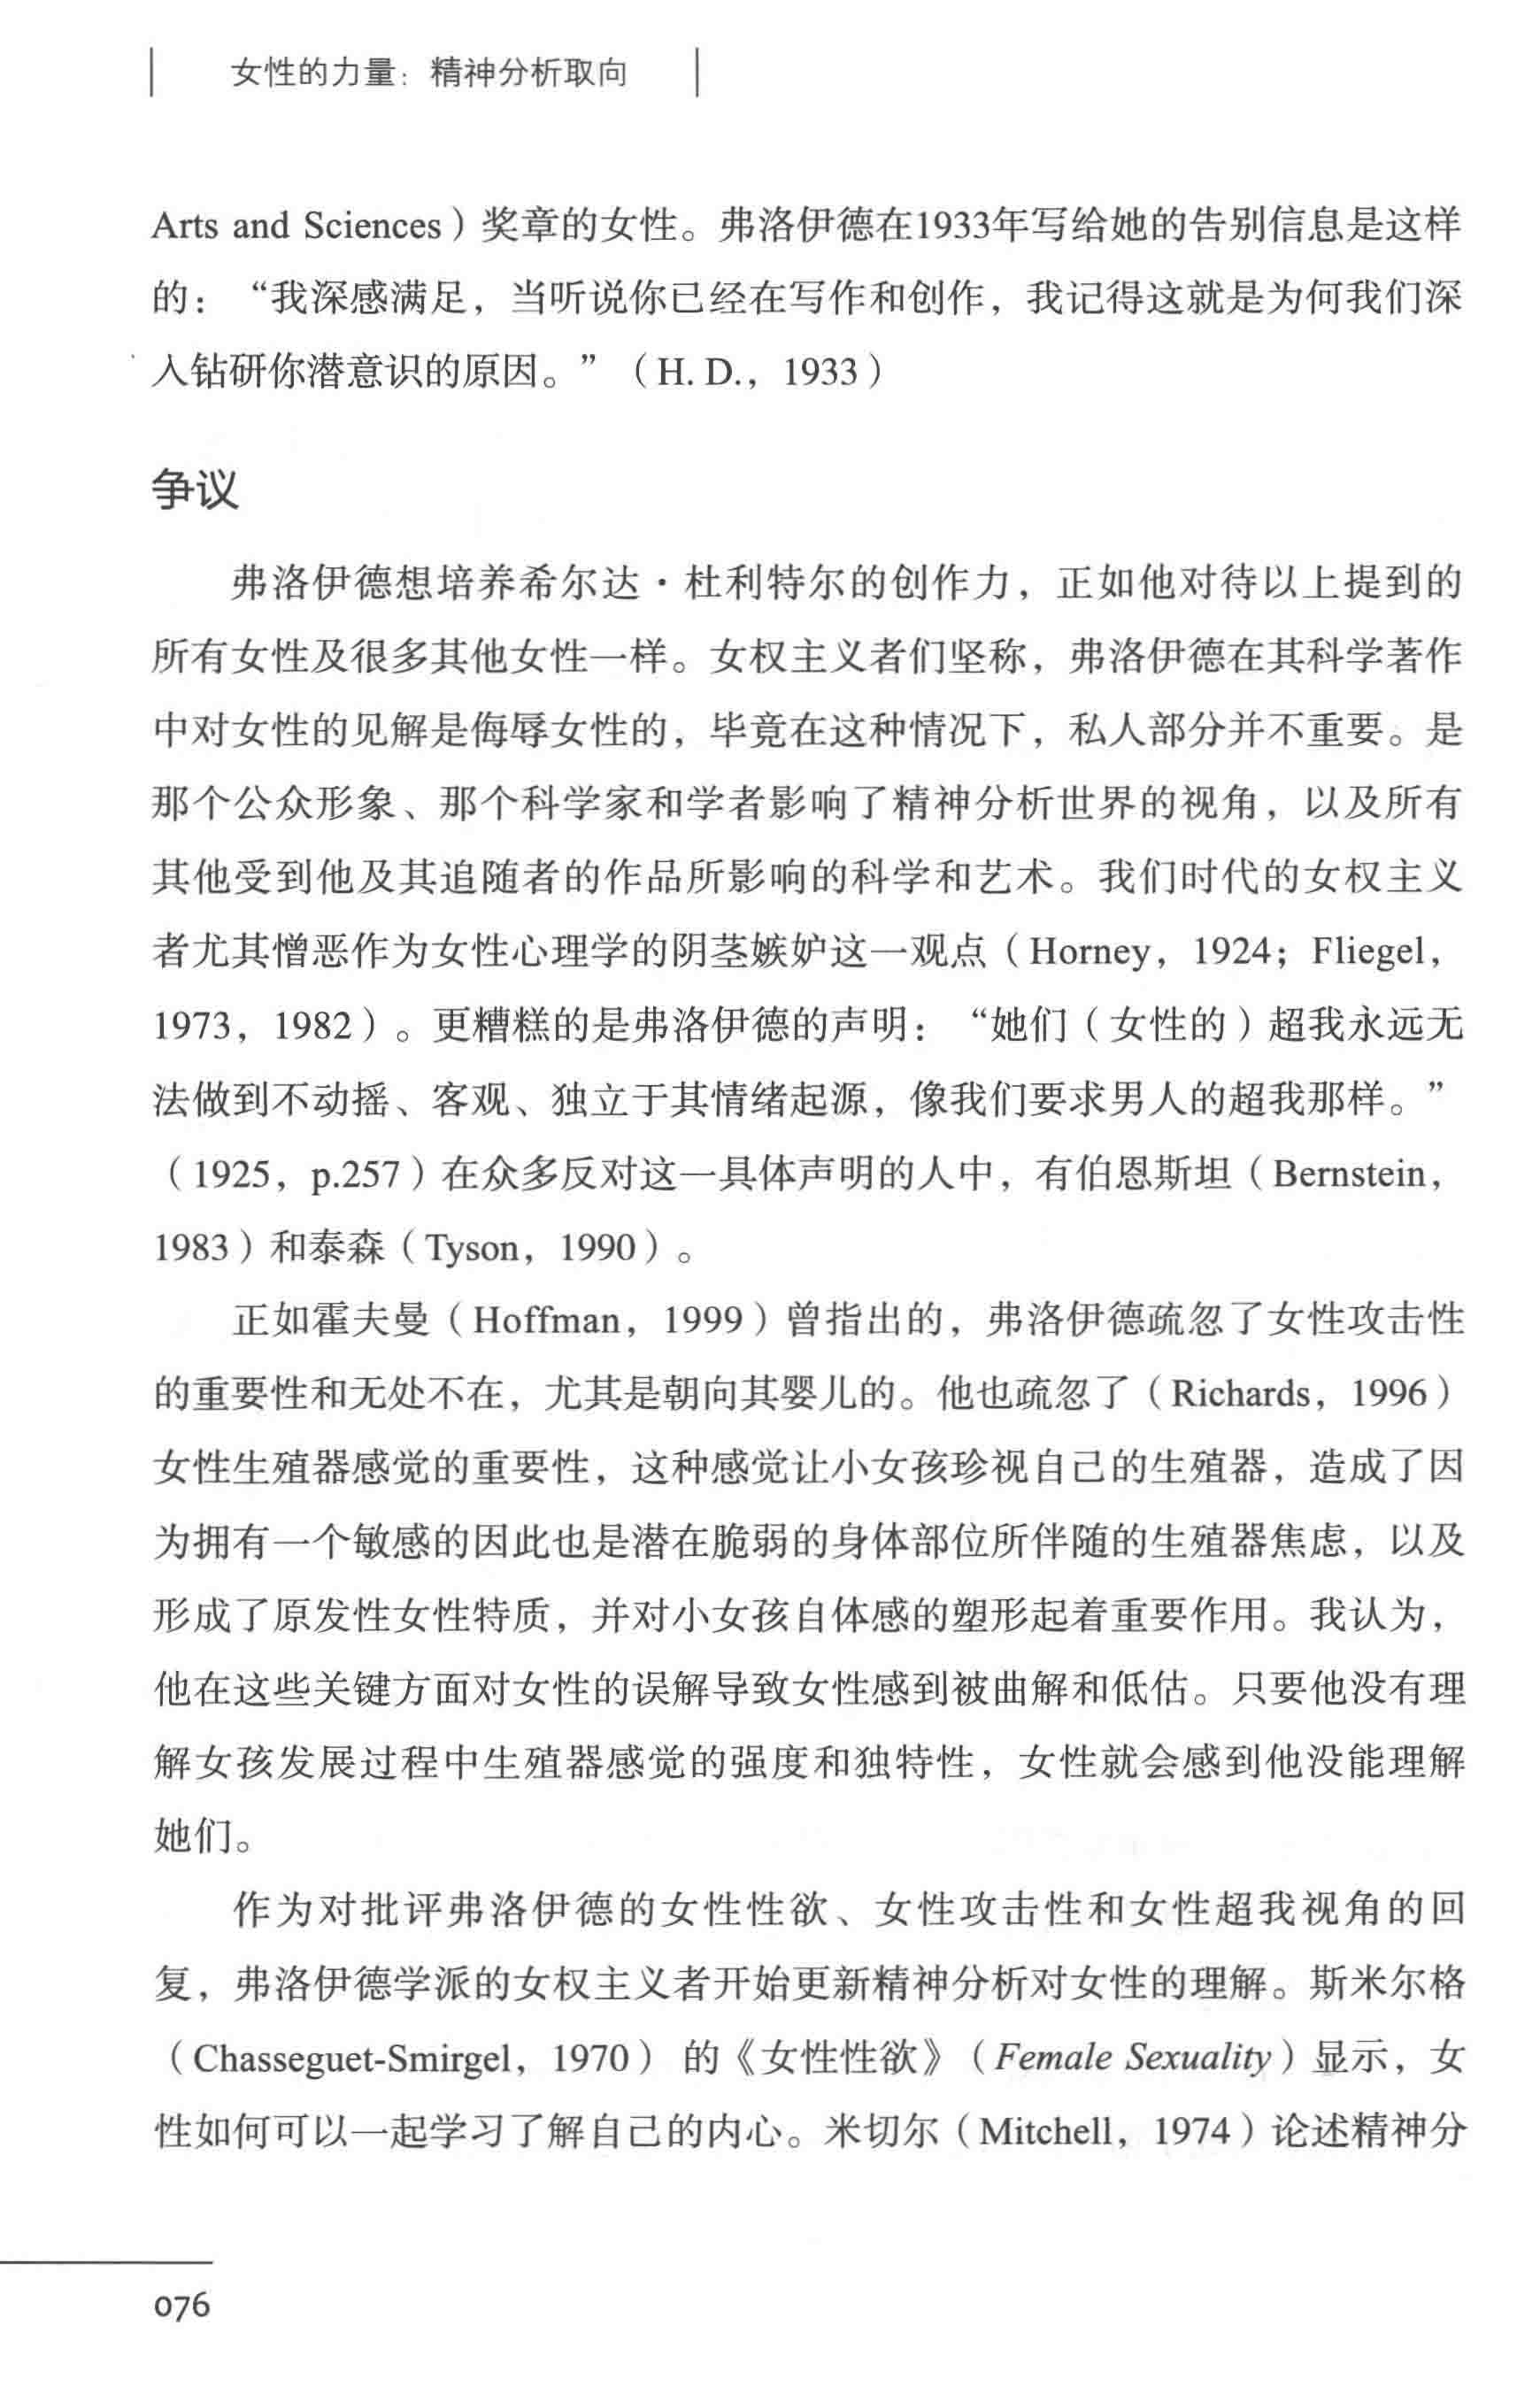 女性的力量：精神分析取向
Arts and Sciences）奖章的女性。弗洛伊德在1933年写给她的告别信息是这样
的：“我深感满足，当听说你已经在写作和创作，我记得这就是为何我们深
入钻研你潜意识的原因。”（H. D.，1933）
争议
弗洛伊德想培养希尔达·杜利特尔的创作力，正如他对待以上提到的
所有女性及很多其他女性一样。女权主义者们坚称，弗洛伊德在其科学著作
中对女性的见解是侮辱女性的，毕竟在这种情况下，私人部分并不重要。是
那个公众形象、那个科学家和学者影响了精神分析世界的视角，以及所有
其他受到他及其追随者的作品所影响的科学和艺术。我们时代的女权主义
者尤其憎恶作为女性心理学的阴茎嫉妒这一观点（Horney，1924；Fliegel，
1973，1982）。更糟糕的是弗洛伊德的声明：“她们（女性的）超我永远无
法做到不动摇、客观、独立于其情绪起源，像我们要求男人的超我那样。”
（1925，p.257）在众多反对这一具体声明的人中，有伯恩斯坦（Bernstein，
1983）和泰森（Tyson，1990）。
正如霍夫曼（Hoffman，1999）曾指出的，弗洛伊德疏忽了女性攻击性
的重要性和无处不在，尤其是朝向其婴儿的。他也疏忽了（Richards，1996）
女性生殖器感觉的重要性，这种感觉让小女孩珍视自己的生殖器，造成了因
为拥有一个敏感的因此也是潜在脆弱的身体部位所伴随的生殖器焦虑，以及
形成了原发性女性特质，并对小女孩自体感的塑形起着重要作用。我认为，
他在这些关键方面对女性的误解导致女性感到被曲解和低估。只要他没有理
解女孩发展过程中生殖器感觉的强度和独特性，女性就会感到他没能理解
她们。
作为对批评弗洛伊德的女性性欲、女性攻击性和女性超我视角的回
复，弗洛伊德学派的女权主义者开始更新精神分析对女性的理解。斯米尔格
（Chasseguet-Smirgel，1970） 的《女性性欲》（Female Sexuality）显示，女
性如何可以一起学习了解自己的内心。米切尔（Mitchell，1974）论述精神分
076